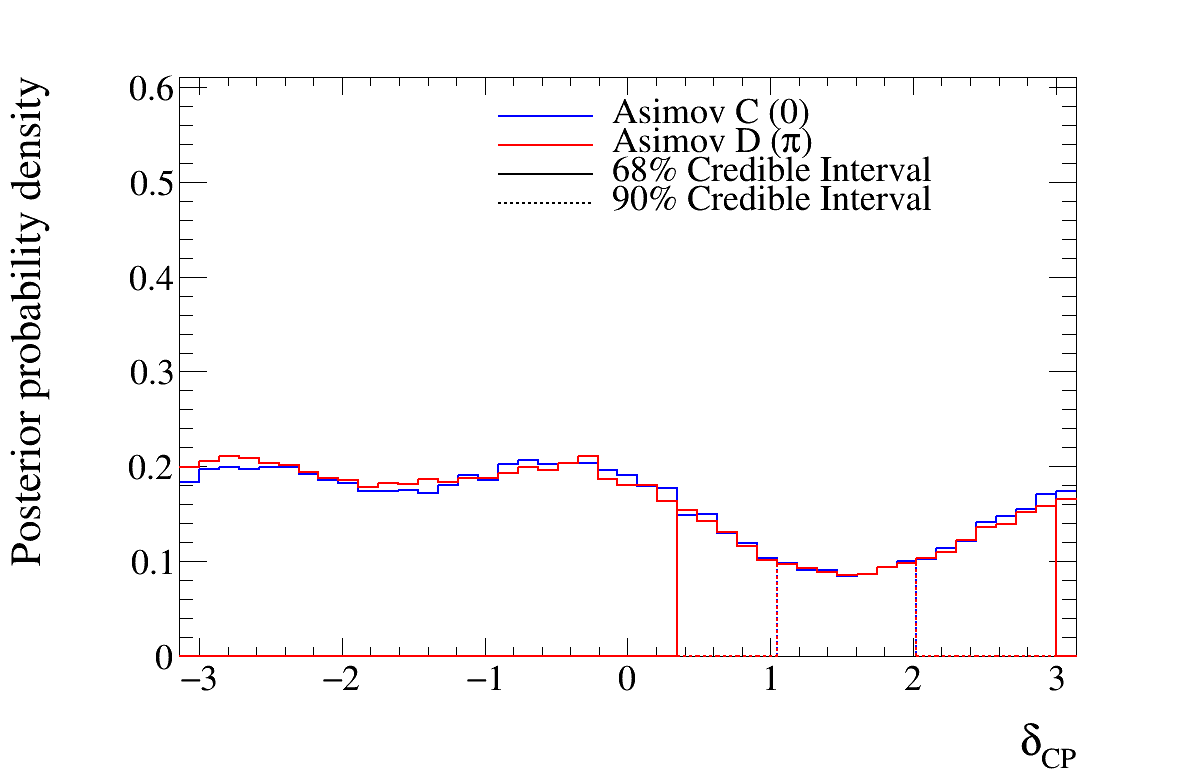 Posterior probability density
0.6
0.5
0.4
0.3
0.2
0.1
0
Asimov C (0)
Asimov D (π)
68% Credible Interval
90% Credible Interval
−3 −2 −1 0 1 2 3
δCP